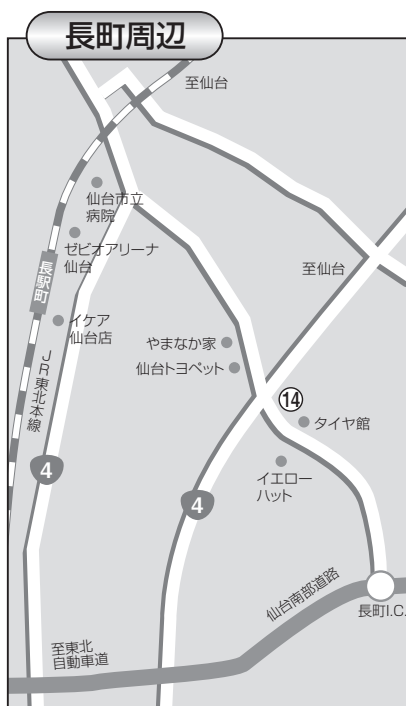 長町周辺
至仙台
仙台市立
病院
ゼビオアリーナ
仙台
長町駅
至仙台
イケア
仙台店
やまなか家
JR東北本線
仙台トヨペット
⑭
タイヤ館
4
イエロー
ハット
4
仙台南部道路
長町I.C.
至東北
自動車道